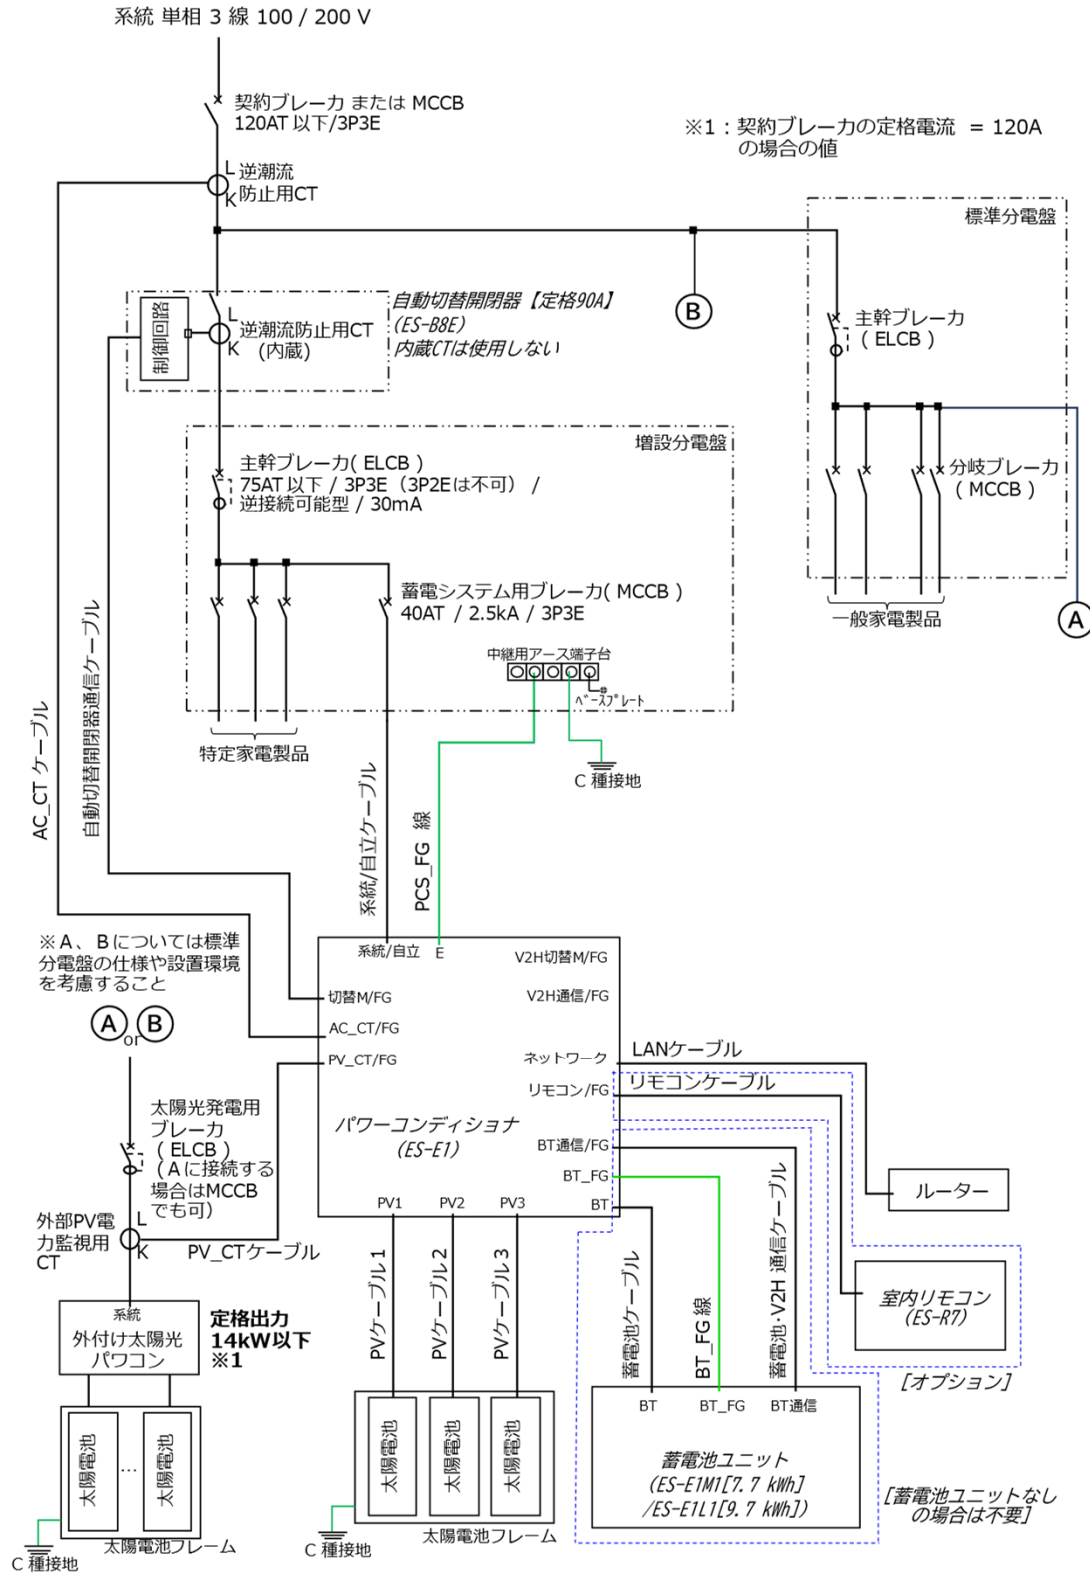 系統 単相 3 線 100 / 200 V
契約ブレーカ または MCCB
120AT 以下/3P3E
※1：契約ブレーカの定格電流 = 120A
の場合の値
L
逆潮流
防止用CT
K
標準分電盤
B
自動切替開閉器【定格90A】
(ES-B8E)
内蔵CTは使用しない
制御回路
L
逆潮流防止用CT
(内蔵)
K
主幹ブレーカ
( ELCB )
増設分電盤
主幹ブレーカ( ELCB )
75AT 以下 / 3P3E（3P2Eは不可） /
逆接続可能型 / 30mA
分岐ブレーカ
( MCCB )
蓄電システム用ブレーカ( MCCB )
40AT / 2.5kA / 3P3E
一般家電製品
A
中継用アース端子台
ﾍﾞｰｽﾌﾟﾚｰﾄ
特定家電製品
C 種接地
AC_CT ケーブル
自動切替開閉器通信ケーブル
系統/自立ケーブル
PCS_FG 線
※A、Bについては標準
分電盤の仕様や設置環境
を考慮すること
A or B
系統/自立
E
V2H切替M/FG
切替M/FG
V2H通信/FG
AC_CT/FG
PV_CT/FG
ネットワーク
LANケーブル
リモコン/FG
リモコンケーブル
パワーコンディショナ
(ES-E1)
BT通信/FG
BT_FG
BT
PV1
PV2
PV3
太陽光発電用
ブレーカ
( ELCB )
（Aに接続する
場合はMCCB
でも可）
ルーター
外部PV電
力監視用
CT
L
K
PV_CTケーブル
PVケーブル 1
PVケーブル 2
PVケーブル 3
蓄電池ケーブル
BT_FG 線
蓄電池･V2H 通信ケーブル
室内リモコン
(ES-R7)
[オプション]
系統
外付け太陽光
パワコン
定格出力
14kW以下
※1
太陽電池
…
太陽電池
太陽電池フレーム
C 種接地
太陽電池
太陽電池
太陽電池
太陽電池フレーム
C 種接地
BT
BT_FG
BT通信
蓄電池ユニット
(ES-E1M1[7.7 kWh]
/ES-E1L1[9.7 kWh])
[蓄電池ユニットなし
の場合は不要]